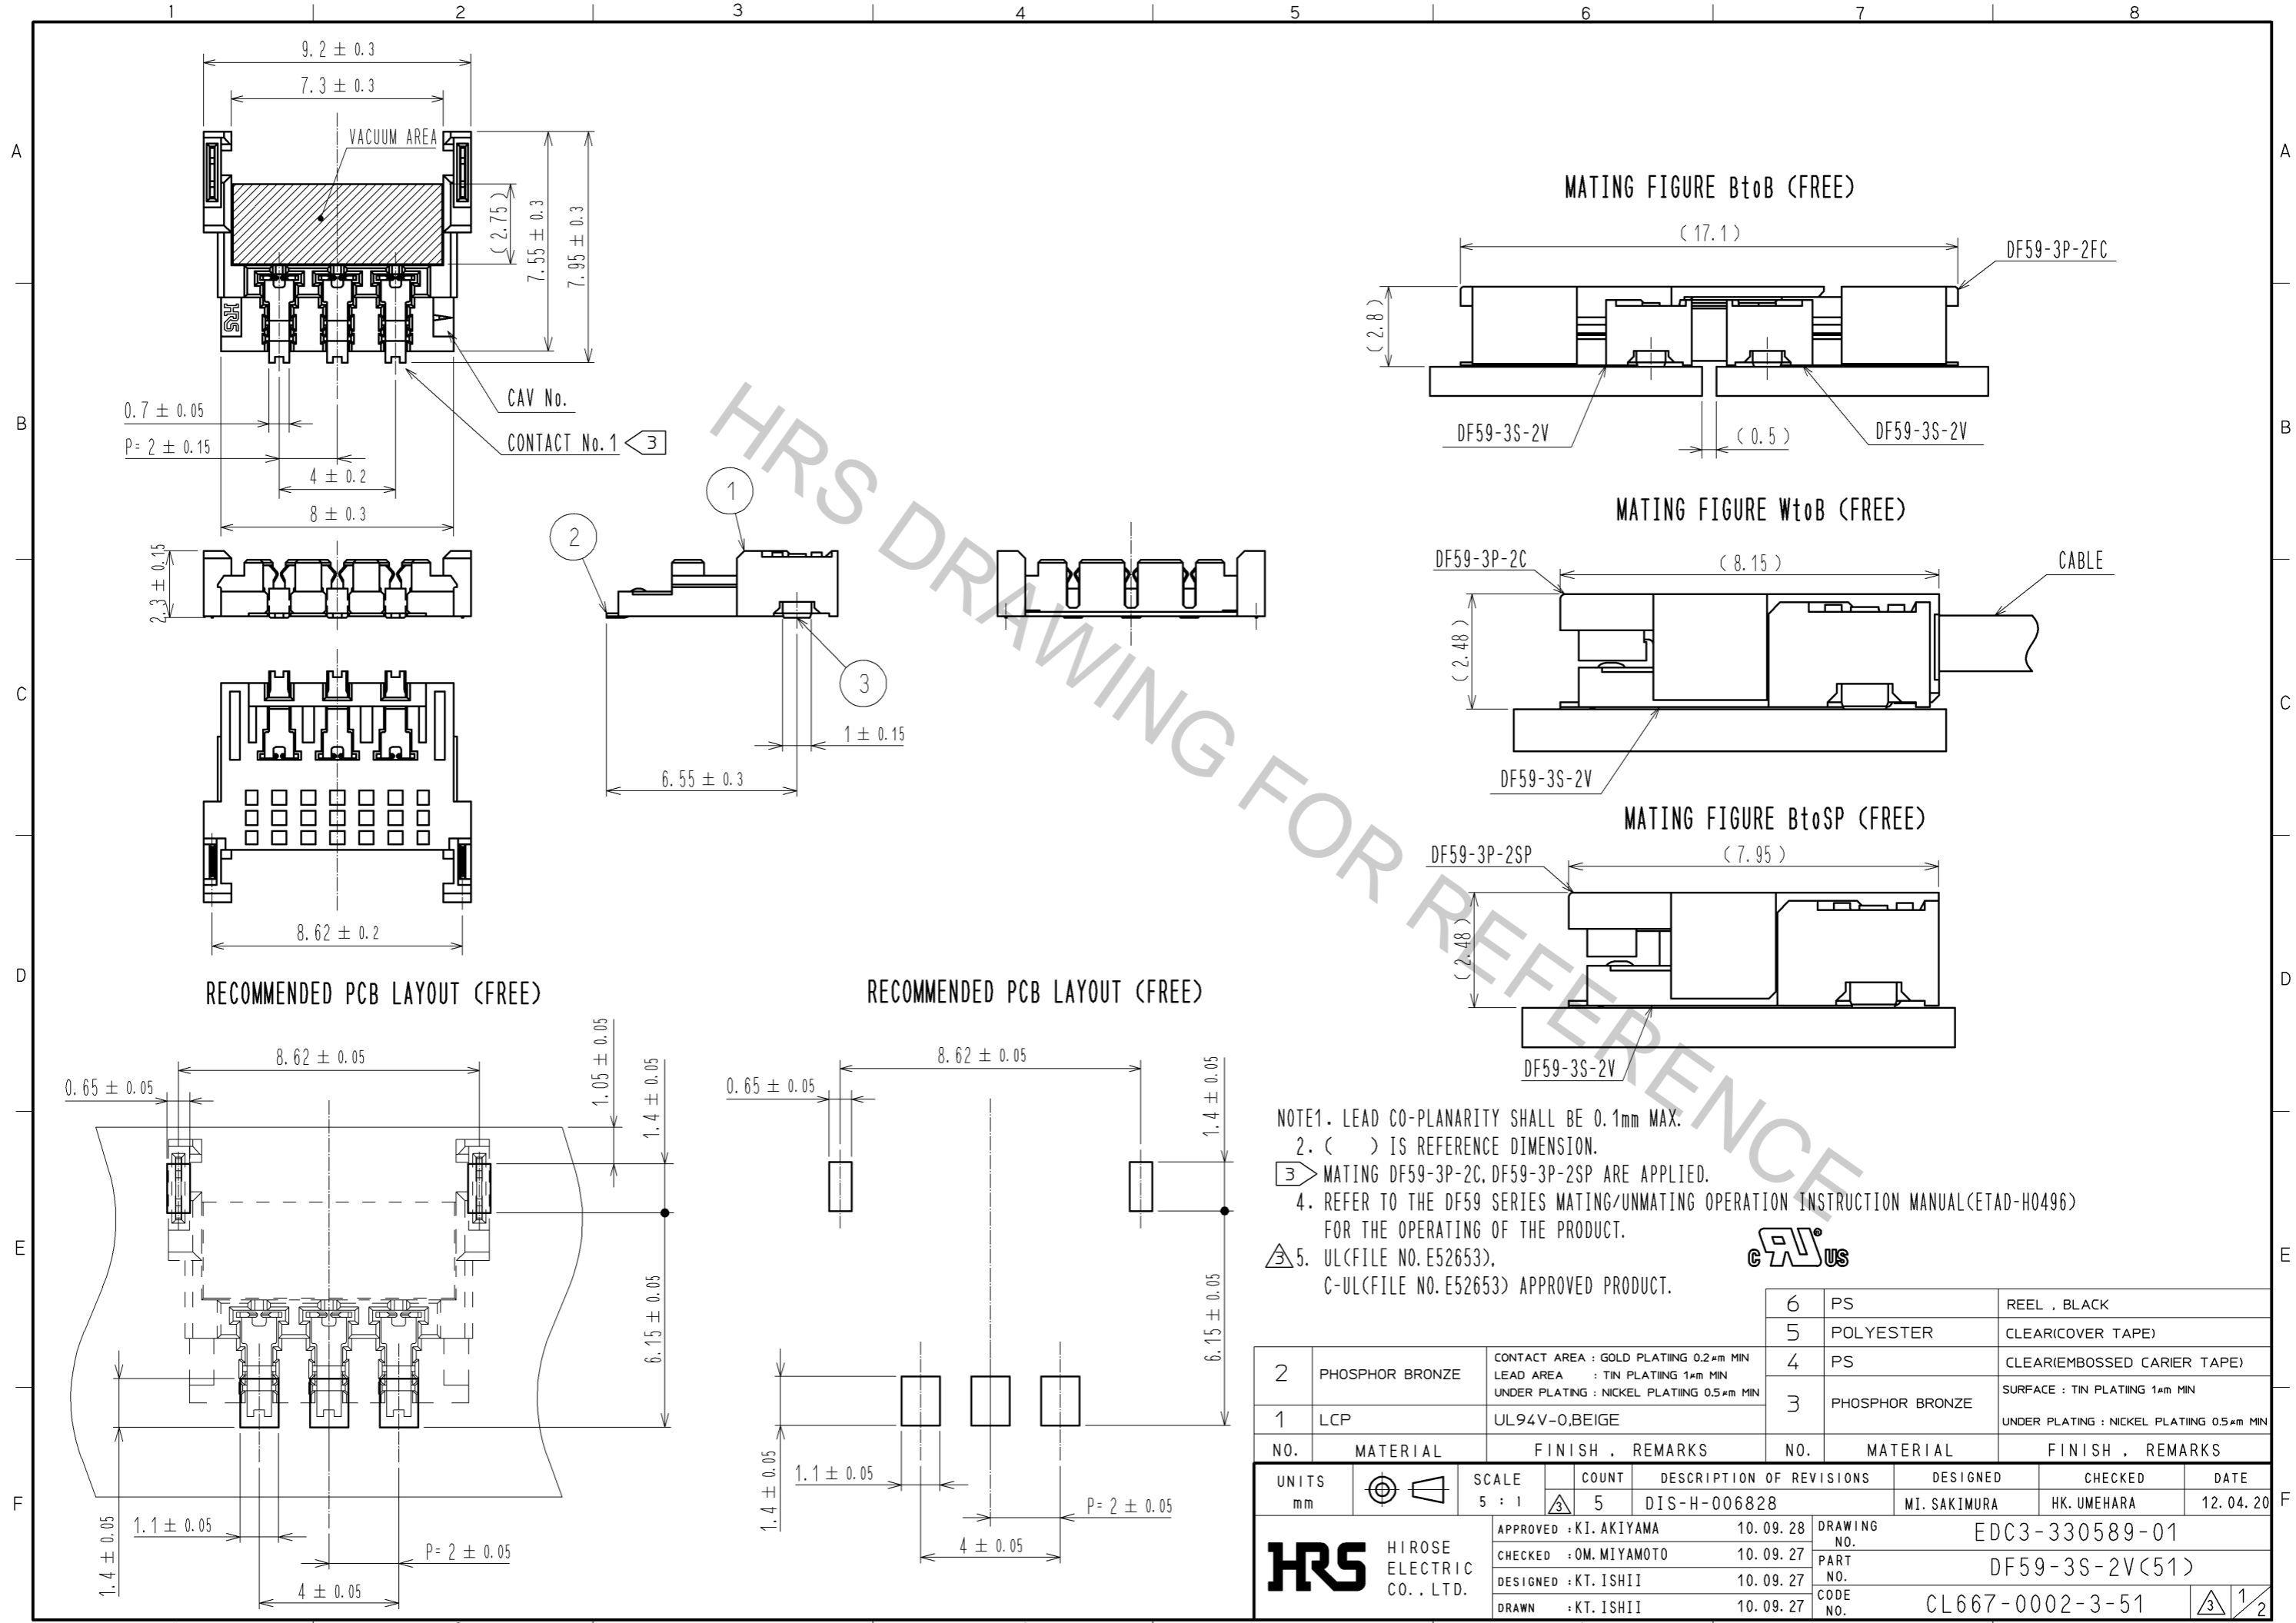 1 2 3 4 5 6 7 8
A
B
C
D
E
F
A
B
C
D
E
F
9.2 ± 0.3
7.3 ± 0.3
VACUUM AREA
( 2.75 )
7.55 ± 0.3
7.95 ± 0.3
HRS
A
CAV No.
CONTACT No.1 3
0.7 ± 0.05
P= 2 ± 0.15
4 ± 0.2
8 ± 0.3
2.3 ± 0.15
1
2
3
1 ± 0.15
6.55 ± 0.3
8.62 ± 0.2
MATING FIGURE BtoB (FREE)
( 17.1 )
DF59-3P-2FC
( 2.8 )
DF59-3S-2V
( 0.5 )
DF59-3S-2V
MATING FIGURE WtoB (FREE)
DF59-3P-2C
( 8.15 )
CABLE
( 2.48 )
DF59-3S-2V
MATING FIGURE BtoSP (FREE)
DF59-3P-2SP
( 7.95 )
( 2.48 )
DF59-3S-2V
HRS DRAWING FOR REFERENCE
RECOMMENDED PCB LAYOUT (FREE)
8.62 ± 0.05
0.65 ± 0.05
1.05 ± 0.05
1.4 ± 0.05
6.15 ± 0.05
1.4 ± 0.05
1.1 ± 0.05
P= 2 ± 0.05
4 ± 0.05
RECOMMENDED PCB LAYOUT (FREE)
8.62 ± 0.05
0.65 ± 0.05
1.4 ± 0.05
6.15 ± 0.05
1.4 ± 0.05
1.1 ± 0.05
P= 2 ± 0.05
4 ± 0.05
NOTE1. LEAD CO-PLANARITY SHALL BE 0.1mm MAX.
2. ( ) IS REFERENCE DIMENSION.
3 MATING DF59-3P-2C, DF59-3P-2SP ARE APPLIED.
4. REFER TO THE DF59 SERIES MATING/UNMATING OPERATION INSTRUCTION MANUAL(ETAD-H0496)
FOR THE OPERATING OF THE PRODUCT.
3 5. UL(FILE NO.E52653),
C-UL(FILE NO.E52653) APPROVED PRODUCT.
c RU ® US
6 PS REEL , BLACK
5 POLYESTER CLEAR(COVER TAPE)
4 PS CLEAR(EMBOSSED CARIER TAPE)
3 PHOSPHOR BRONZE SURFACE : TIN PLATIING 1μm MIN
UNDER PLATING : NICKEL PLATIING 0.5μm MIN
2 PHOSPHOR BRONZE CONTACT AREA : GOLD PLATIING 0.2μm MIN
LEAD AREA : TIN PLATIING 1μm MIN
UNDER PLATING : NICKEL PLATIING 0.5μm MIN
1 LCP UL94V-0,BEIGE
NO. MATERIAL FINISH , REMARKS NO. MATERIAL FINISH , REMARKS
UNITS mm
SCALE 5 : 1
COUNT DESCRIPTION OF REVISIONS DESIGNED CHECKED DATE
3 5 DIS-H-006828 MI. SAKIMURA HK. UMEHARA 12.04.20
HRS HIROSE ELECTRIC CO., LTD.
APPROVED : KI. AKIYAMA 10.09.28
CHECKED : OM. MIYAMOTO 10.09.27
DESIGNED : KT. ISHII 10.09.27
DRAWN : KT. ISHII 10.09.27
DRAWING NO. EDC3-330589-01
PART NO. DF59-3S-2V(51)
CODE NO. CL667-0002-3-51 3 1/2